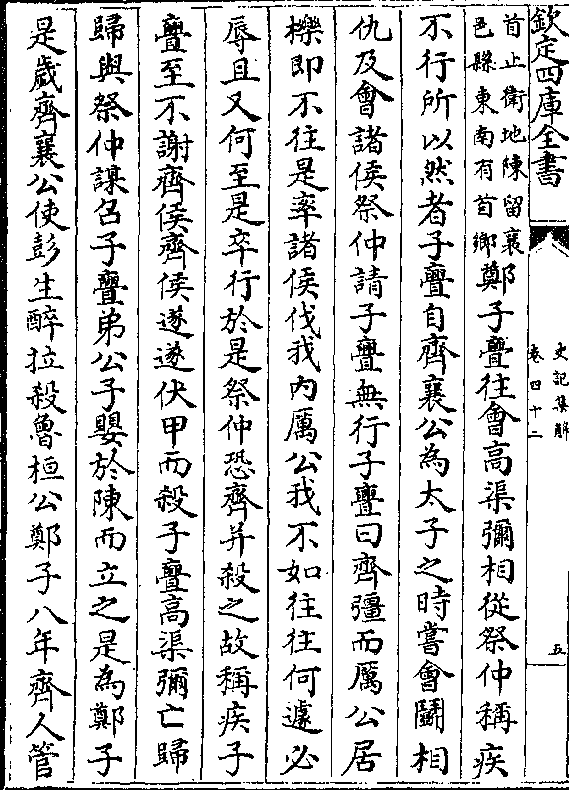 欽定四庫全書
史記集解
卷四十二
五
首止衛地陳留襄
邑縣東南有首鄉
鄭子亹往會高渠彌相從祭仲稱疾
不行所以然者子亹自齊襄公為太子之時嘗會鬭相
仇及會諸侯祭仲請子亹無行子亹曰齊彊而厲公居
櫟即不往是率諸侯伐我內厲公我不如往往何遽必
辱且又何至是卒行於是祭仲恐齊并殺之故稱疾子
亹至不謝齊侯齊侯遂遂伏甲而殺子亹高渠彌亡歸
歸與祭仲謀召子亹弟公子嬰於陳而立之是為鄭子
是歲齊襄公使彭生醉拉殺魯桓公鄭子八年齊人管